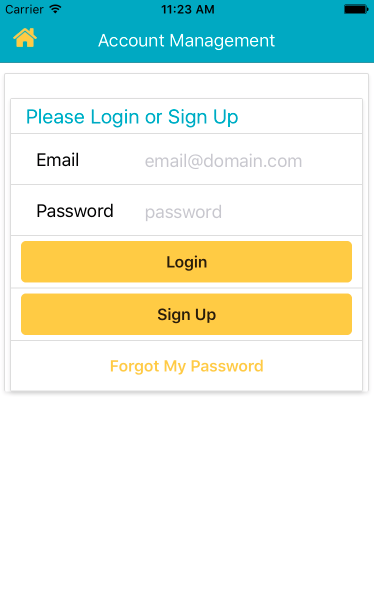 Carrier 11:23 AM
Account Management
Please Login or Sign Up
Email email@domain.com
Password password
Login
Sign Up
Forgot My Password